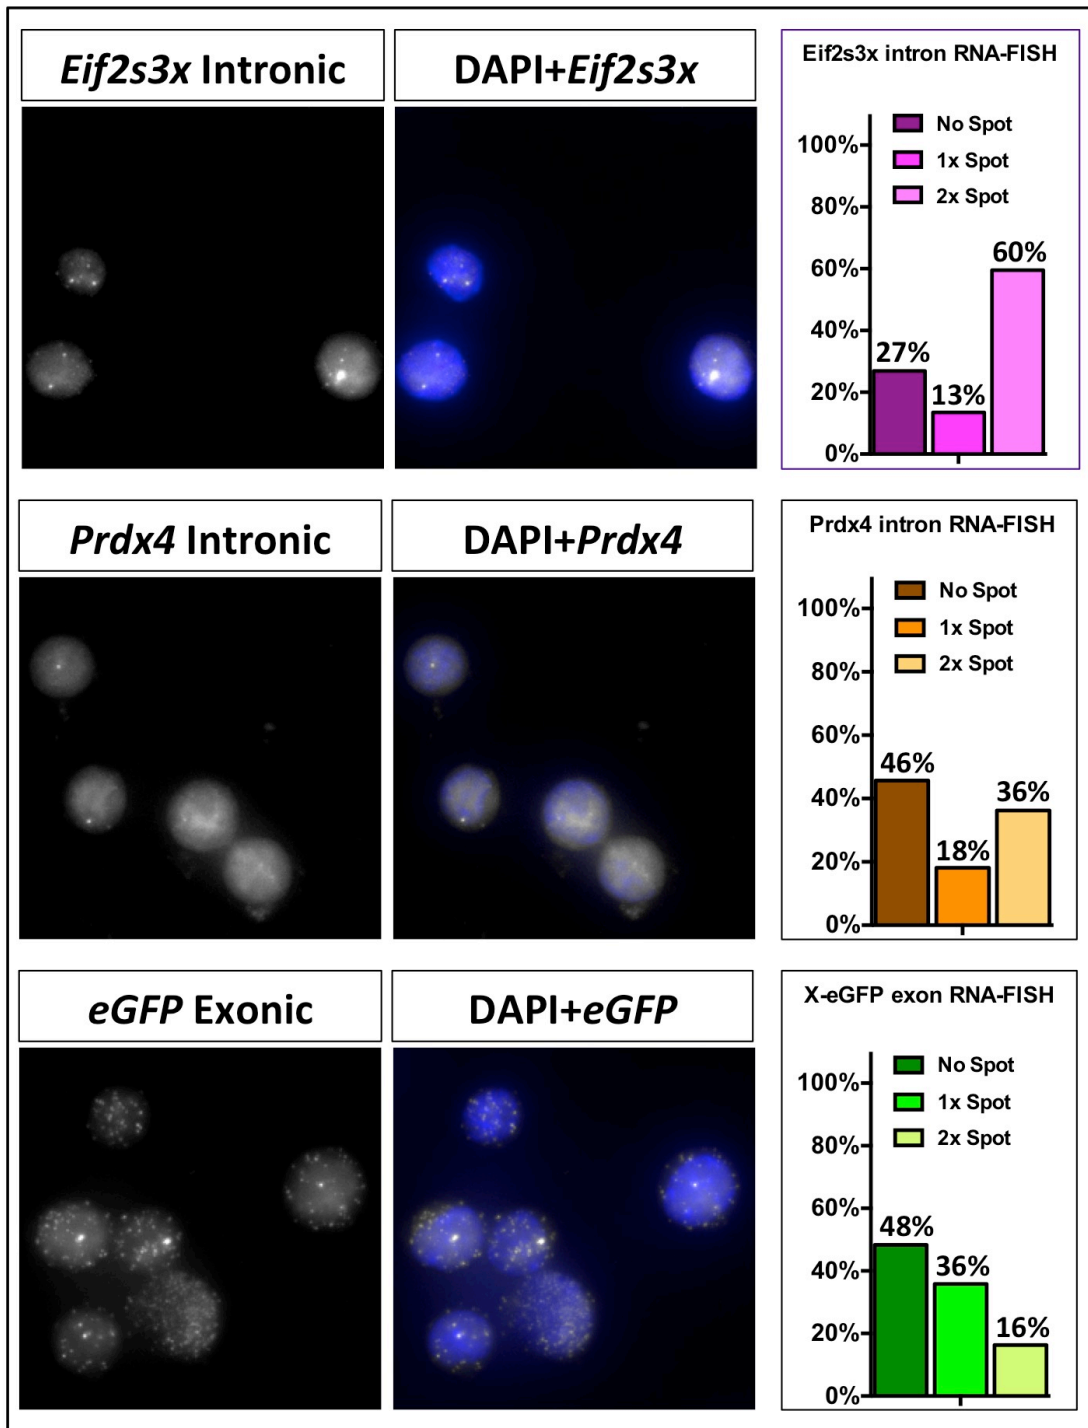 Eif2s3x Intronic
DAPI+Eif2s3x
Eif2s3x intron RNA-FISH
No Spot
1x Spot
2x Spot
100%
80%
60%
40%
20%
0%
27%
13%
60%
Prdx4 Intronic
DAPI+Prdx4
Prdx4 intron RNA-FISH
No Spot
1x Spot
2x Spot
100%
80%
60%
40%
20%
0%
46%
18%
36%
eGFP Exonic
DAPI+eGFP
X-eGFP exon RNA-FISH
No Spot
1x Spot
2x Spot
100%
80%
60%
40%
20%
0%
48%
36%
16%